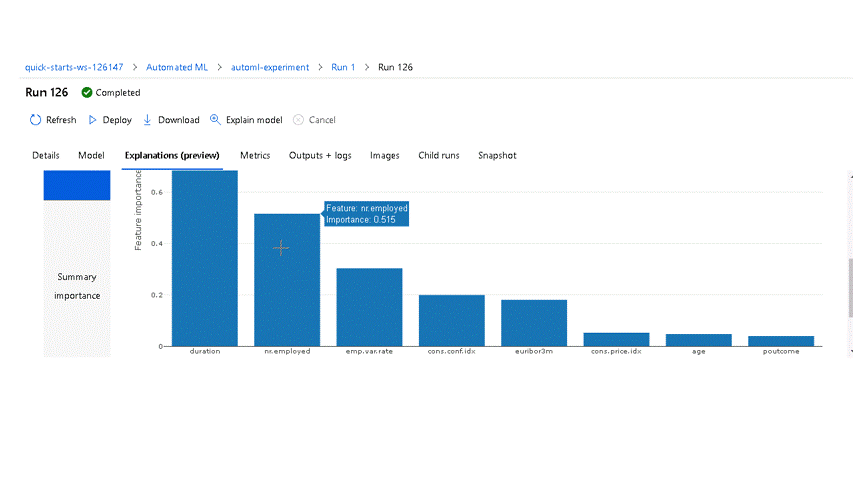 quick-starts-ws-126147 > Automated ML > automl-experiment > Run 1 > Run 126
Run 126 Completed
Refresh Deploy Download Explain model Cancel
Details Model Explanations (preview) Metrics Outputs + logs Images Child runs Snapshot
Summary
importance
Feature importance
0.6
0.4
0.2
0
Feature: nr.employed
Importance: 0.515
duration nr.employed emp.var.rate cons.conf.idx euribor3m cons.price.idx age poutcome